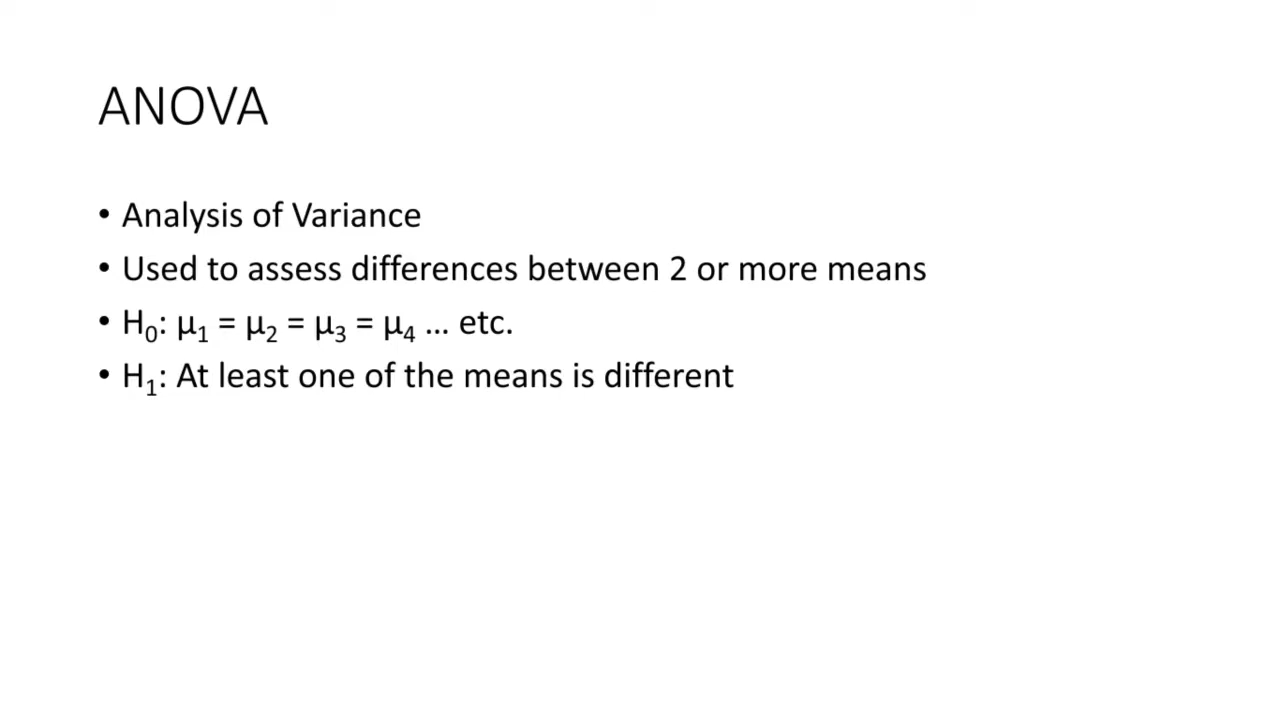 ANOVA
• Analysis of Variance
• Used to assess differences between 2 or more means
• H₀: µ₁ = µ₂ = µ₃ = µ₄ ... etc.
• H₁: At least one of the means is different